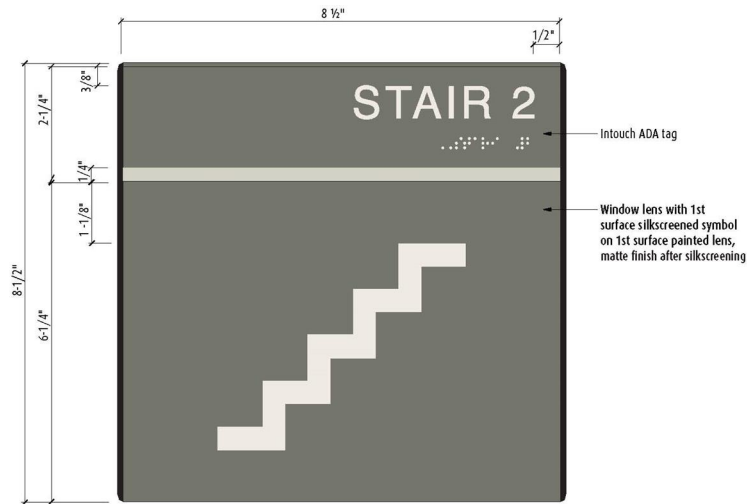 8 ½"
1/2"
3/8"
2-1/4"
STAIR 2
Intouch ADA tag
1/4"
1 -1/8"
Window lens with 1st
surface silkscreened symbol
on 1st surface painted lens,
matte finish after silkscreening
8-1/2"
6-1/4"